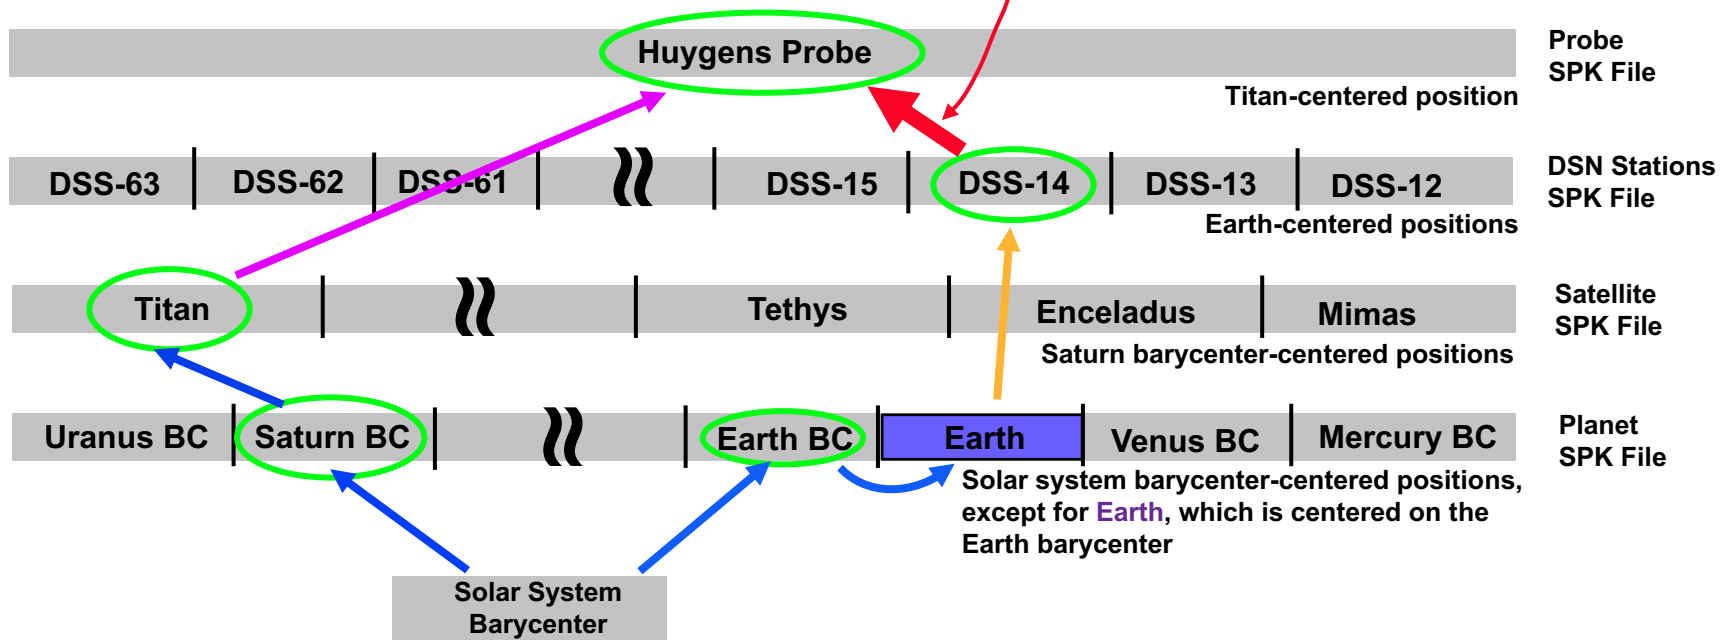 Huygens Probe
Probe
SPK File
Titan-centered position
DSS-63 DSS-62 DSS-61 DSS-15 DSS-14 DSS-13 DSS-12
DSN Stations
SPK File
Earth-centered positions
Titan Tethys Enceladus Mimas
Satellite
SPK File
Saturn barycenter-centered positions
Uranus BC Saturn BC Earth BC Earth Venus BC Mercury BC
Planet
SPK File
Solar system barycenter-centered positions,
except for Earth, which is centered on the
Earth barycenter
Solar System
Barycenter